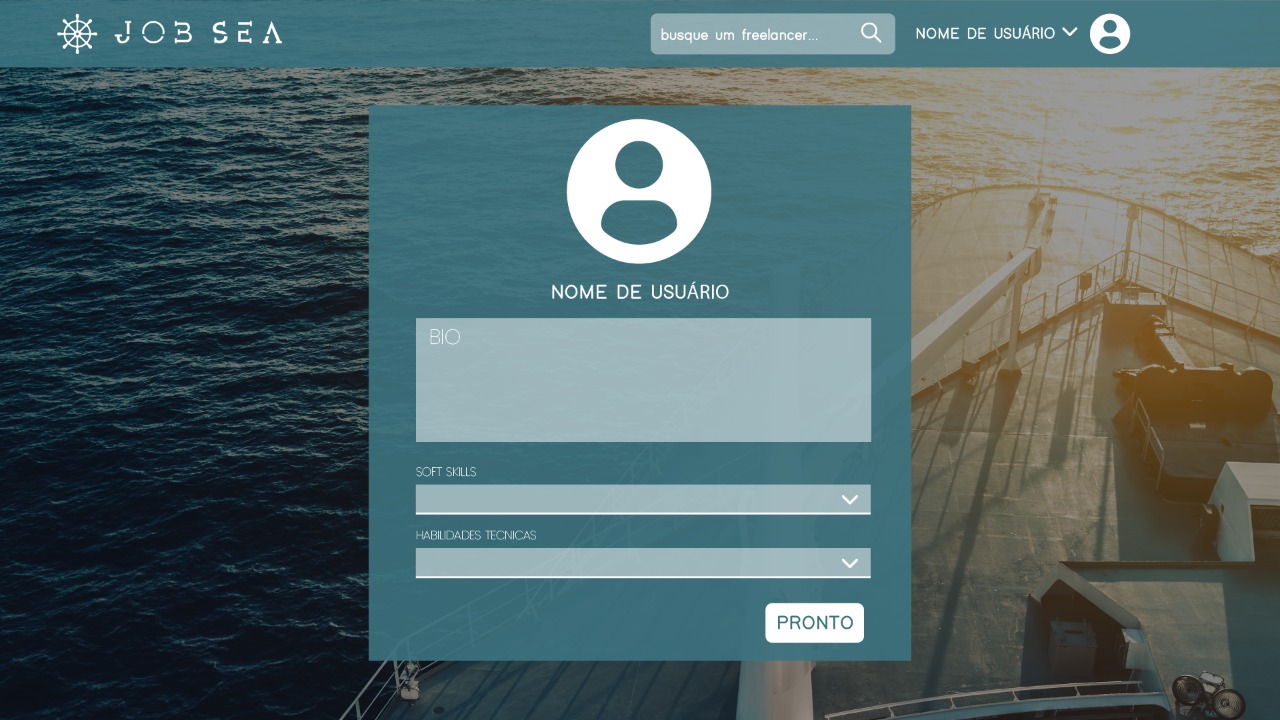 JOB SEA
busque um freelancer...
NOME DE USUÁRIO
NOME DE USUÁRIO
BIO
SOFT SKILLS
HABILIDADES TECNICAS
PRONTO